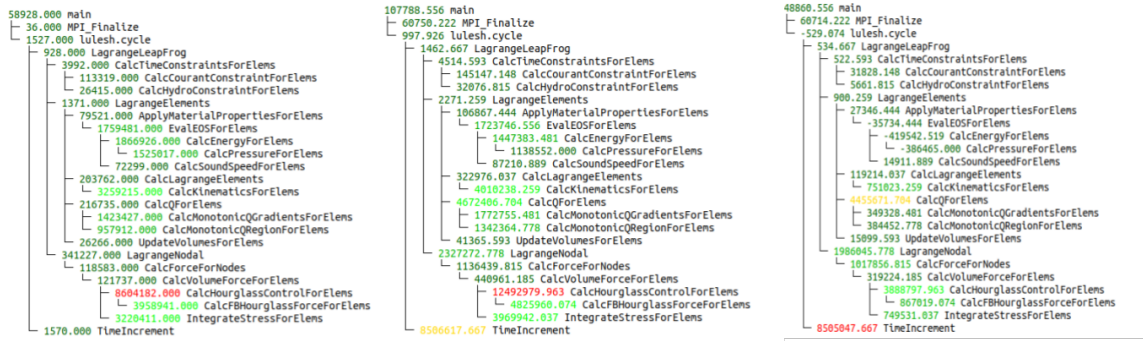 58928.000 main
36.000 MPI_Finalize
1527.000 lulesh.cycle
928.000 LagrangeLeapFrog
3992.000 CalcTimeConstraintsForElems
113319.000 CalcCourantConstraintForElems
26415.000 CalcHydroConstraintForElems
1371.000 LagrangeElements
79521.000 ApplyMaterialPropertiesForElems
1759481.000 EvalEOSForElems
1866926.000 CalcEnergyForElems
1525017.000 CalcPressureForElems
72299.000 CalcSoundSpeedForElems
203762.000 CalcLagrangeElements
3259215.000 CalcKinematicsForElems
216735.000 CalcQForElems
1423427.000 CalcMonotonicQGradientsForElems
957912.000 CalcMonotonicQRegionForElems
26266.000 UpdateVolumesForElems
341227.000 LagrangeNodal
118583.000 CalcForceForNodes
121737.000 CalcVolumeForceForElems
8604182.000 CalcHourglassControlForElems
3958941.000 CalcFBHourglassForceForElems
3220411.000 IntegrateStressForElems
1570.000 TimeIncrement
107788.556 main
60750.222 MPI_Finalize
997.926 lulesh.cycle
1462.667 LagrangeLeapFrog
4514.593 CalcTimeConstraintsForElems
145147.148 CalcCourantConstraintForElems
32076.815 CalcHydroConstraintForElems
2271.259 LagrangeElements
106867.444 ApplyMaterialPropertiesForElems
1723746.556 EvalEOSForElems
1447383.481 CalcEnergyForElems
1138552.000 CalcPressureForElems
87210.889 CalcSoundSpeedForElems
322976.037 CalcLagrangeElements
4010238.259 CalcKinematicsForElems
4672406.704 CalcQForElems
1772755.481 CalcMonotonicQGradientsForElems
1342364.778 CalcMonotonicQRegionForElems
41365.593 UpdateVolumesForElems
2327272.778 LagrangeNodal
1136439.815 CalcForceForNodes
440961.185 CalcVolumeForceForElems
12492979.963 CalcHourglassControlForElems
4825960.074 CalcFBHourglassForceForElems
3969942.037 IntegrateStressForElems
8506617.667 TimeIncrement
48860.556 main
60714.222 MPI_Finalize
-529.074 lulesh.cycle
534.667 LagrangeLeapFrog
522.593 CalcTimeConstraintsForElems
31828.148 CalcCourantConstraintForElems
5661.815 CalcHydroConstraintForElems
900.259 LagrangeElements
27346.444 ApplyMaterialPropertiesForElems
-35734.444 EvalEOSForElems
-419542.519 CalcEnergyForElems
-386465.000 CalcPressureForElems
14911.889 CalcSoundSpeedForElems
119214.037 CalcLagrangeElements
751023.259 CalcKinematicsForElems
4455671.704 CalcQForElems
349328.481 CalcMonotonicQGradientsForElems
384452.778 CalcMonotonicQRegionForElems
15099.593 UpdateVolumesForElems
1986045.778 LagrangeNodal
1017856.815 CalcForceForNodes
319224.185 CalcVolumeForceForElems
3888797.963 CalcHourglassControlForElems
867019.074 CalcFBHourglassForceForElems
749531.037 IntegrateStressForElems
8505047.667 TimeIncrement